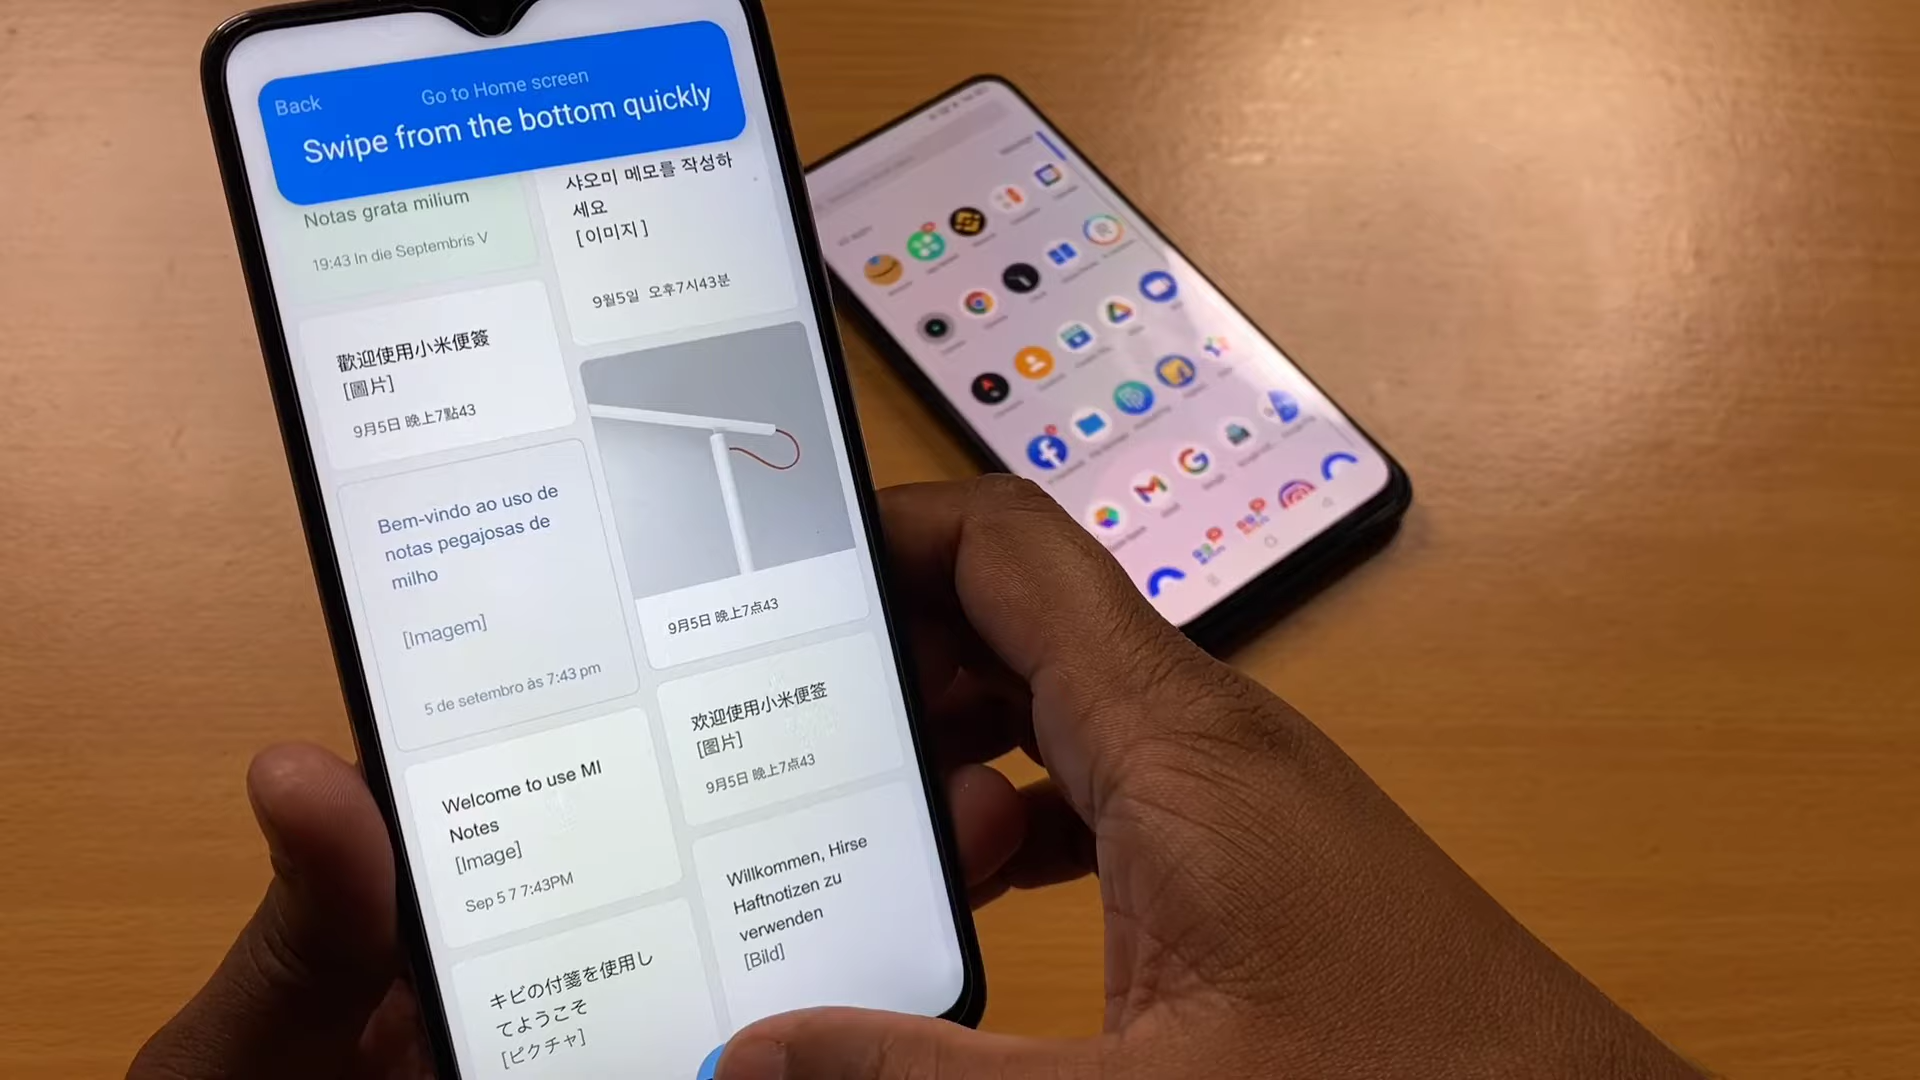 Back
Go to Home screen
Swipe from the bottom quickly
Notas grata milium
19:43 In die Septembris V
歡迎使用小米便簽
[圖片]
9月5日 晚上7點43
Bem-vindo ao uso de
notas pegajosas de
milho
[Imagem]
5 de setembro às 7:43 pm
Welcome to use MI
Notes
[Image]
Sep 5 7 7:43PM
キビの付箋を使用し
てようこそ
[ピクチャ]
샤오미 메모를 작성하
세요
[이미지]
9월5일 오후7시43분
9月5日 晚上7点43
欢迎使用小米便签
[图片]
9月5日 晚上7点43
Willkommen, Hirse
Haftnotizen zu
verwenden
[Bild]